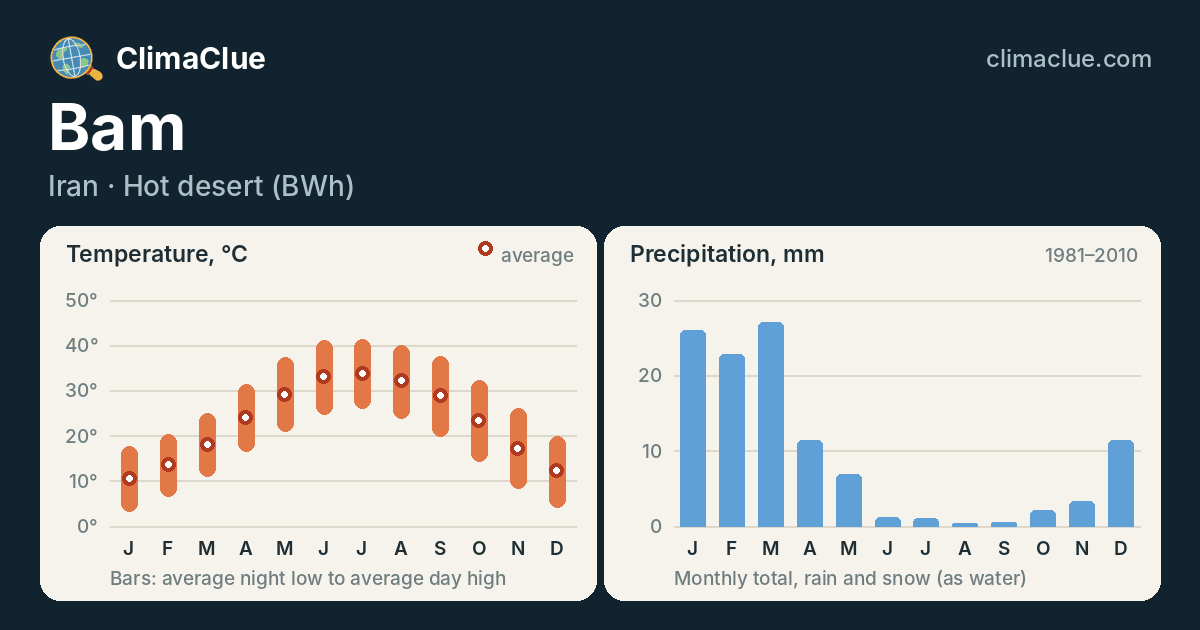 ClimaClue
climaclue.com
Bam
Iran · Hot desert (BWh)
Temperature, °C
average
50°
40°
30°
20°
10°
0°
J F M A M J J A S O N D
Bars: average night low to average day high
Precipitation, mm
1981–2010
30
20
10
0
J F M A M J J A S O N D
Monthly total, rain and snow (as water)